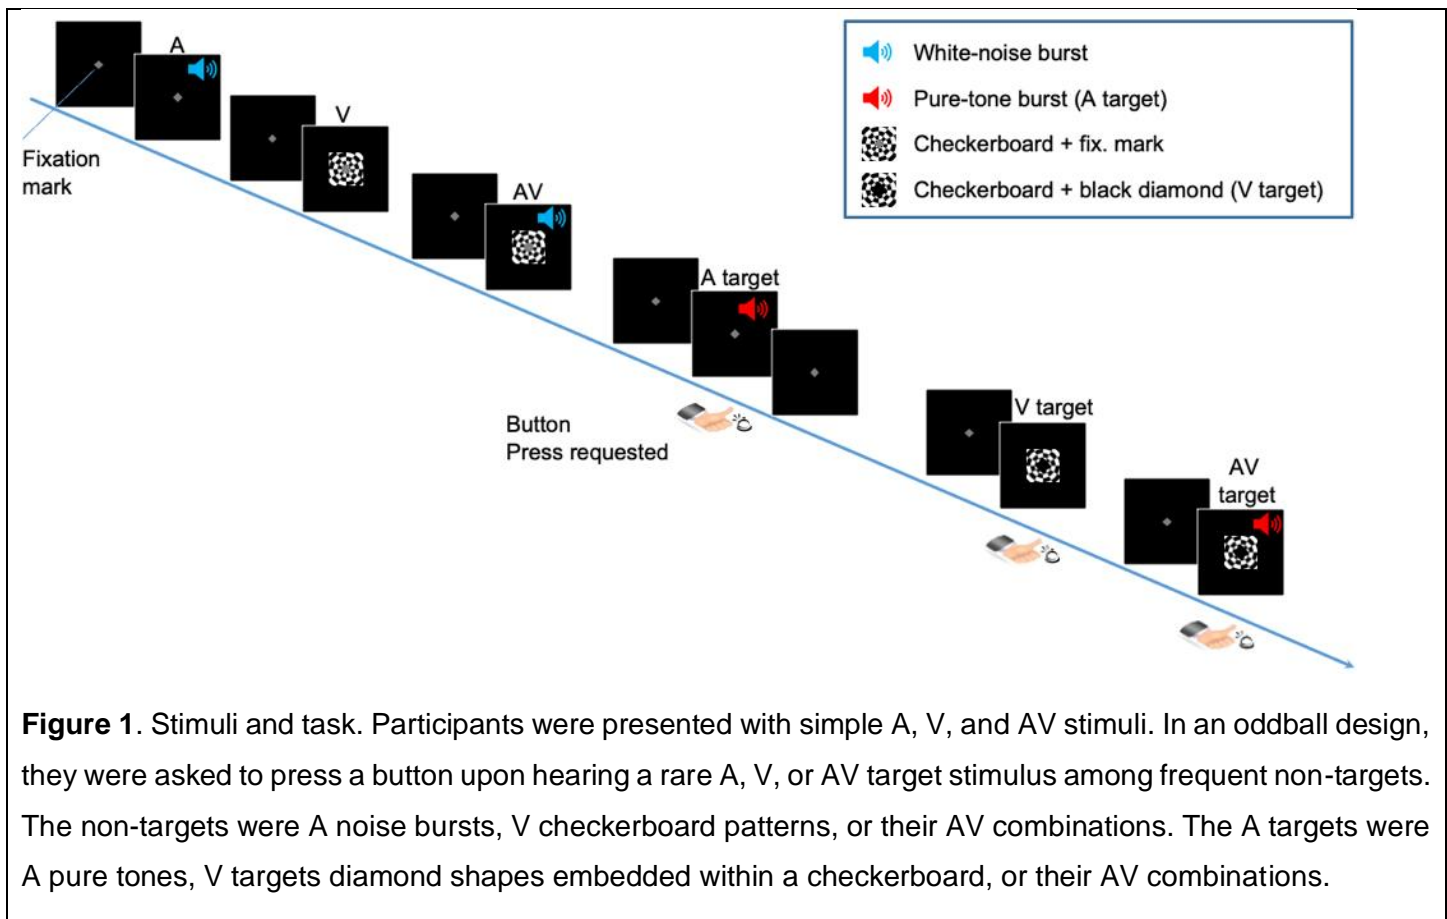 A
V
AV
A target
V target
AV
target
Fixation
mark
Button
Press requested
White-noise burst
Pure-tone burst (A target)
Checkerboard + fix. mark
Checkerboard + black diamond (V target)
Figure 1. Stimuli and task. Participants were presented with simple A, V, and AV stimuli. In an oddball design,
they were asked to press a button upon hearing a rare A, V, or AV target stimulus among frequent non-targets.
The non-targets were A noise bursts, V checkerboard patterns, or their AV combinations. The A targets were
A pure tones, V targets diamond shapes embedded within a checkerboard, or their AV combinations.